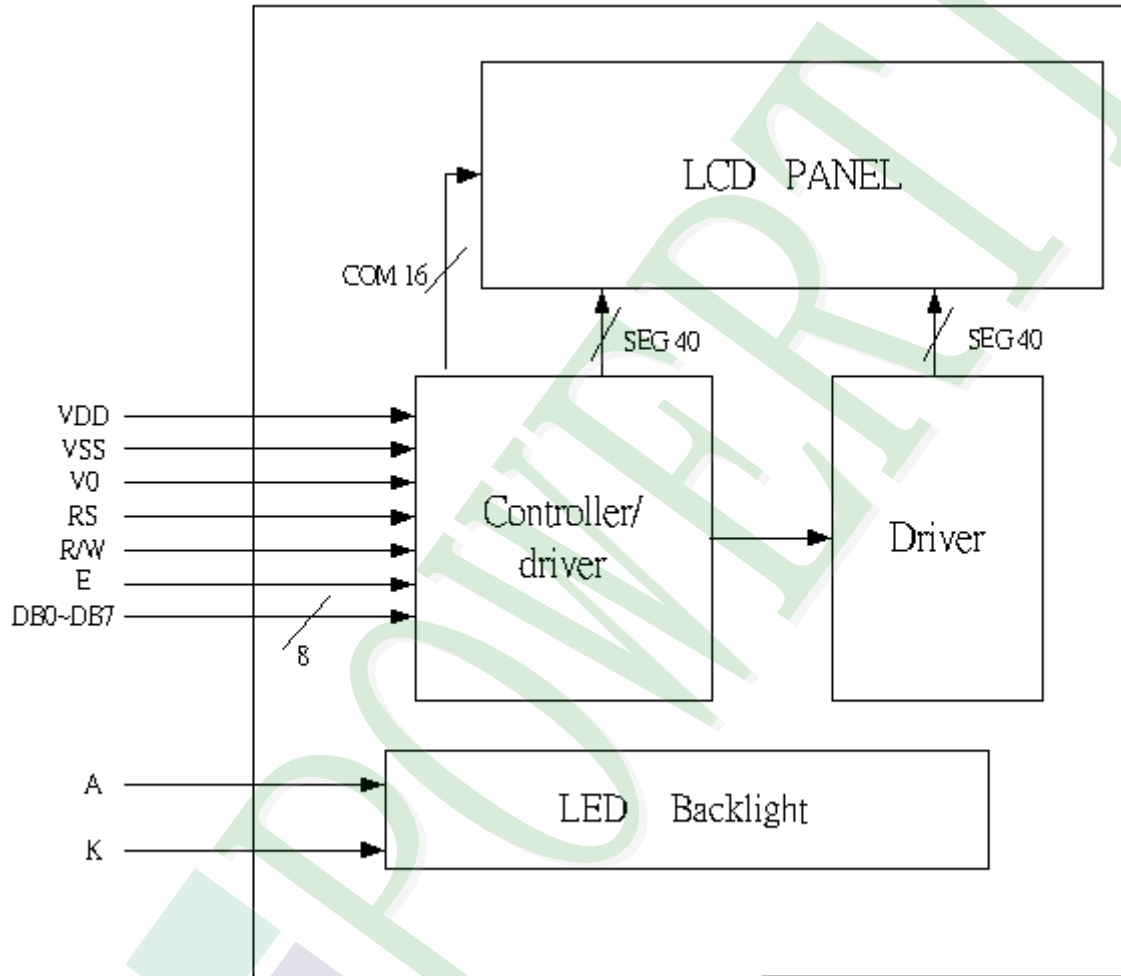 LCD PANEL
COM 16
SEG 40
SEG 40
VDD
VSS
V0
RS
R/W
E
DB0~DB7
8
Controller/
driver
Driver
A
K
LED Backlight
POWERT